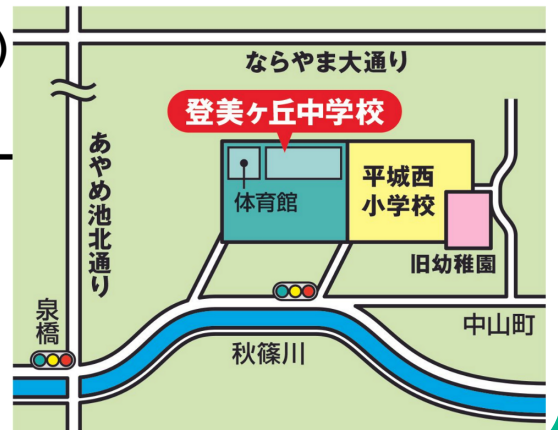 )
ならやま大通り
登美ヶ丘中学校
あやめ池北通り
体育館
平城西
小学校
旧幼稚園
泉橋
中山町
秋篠川